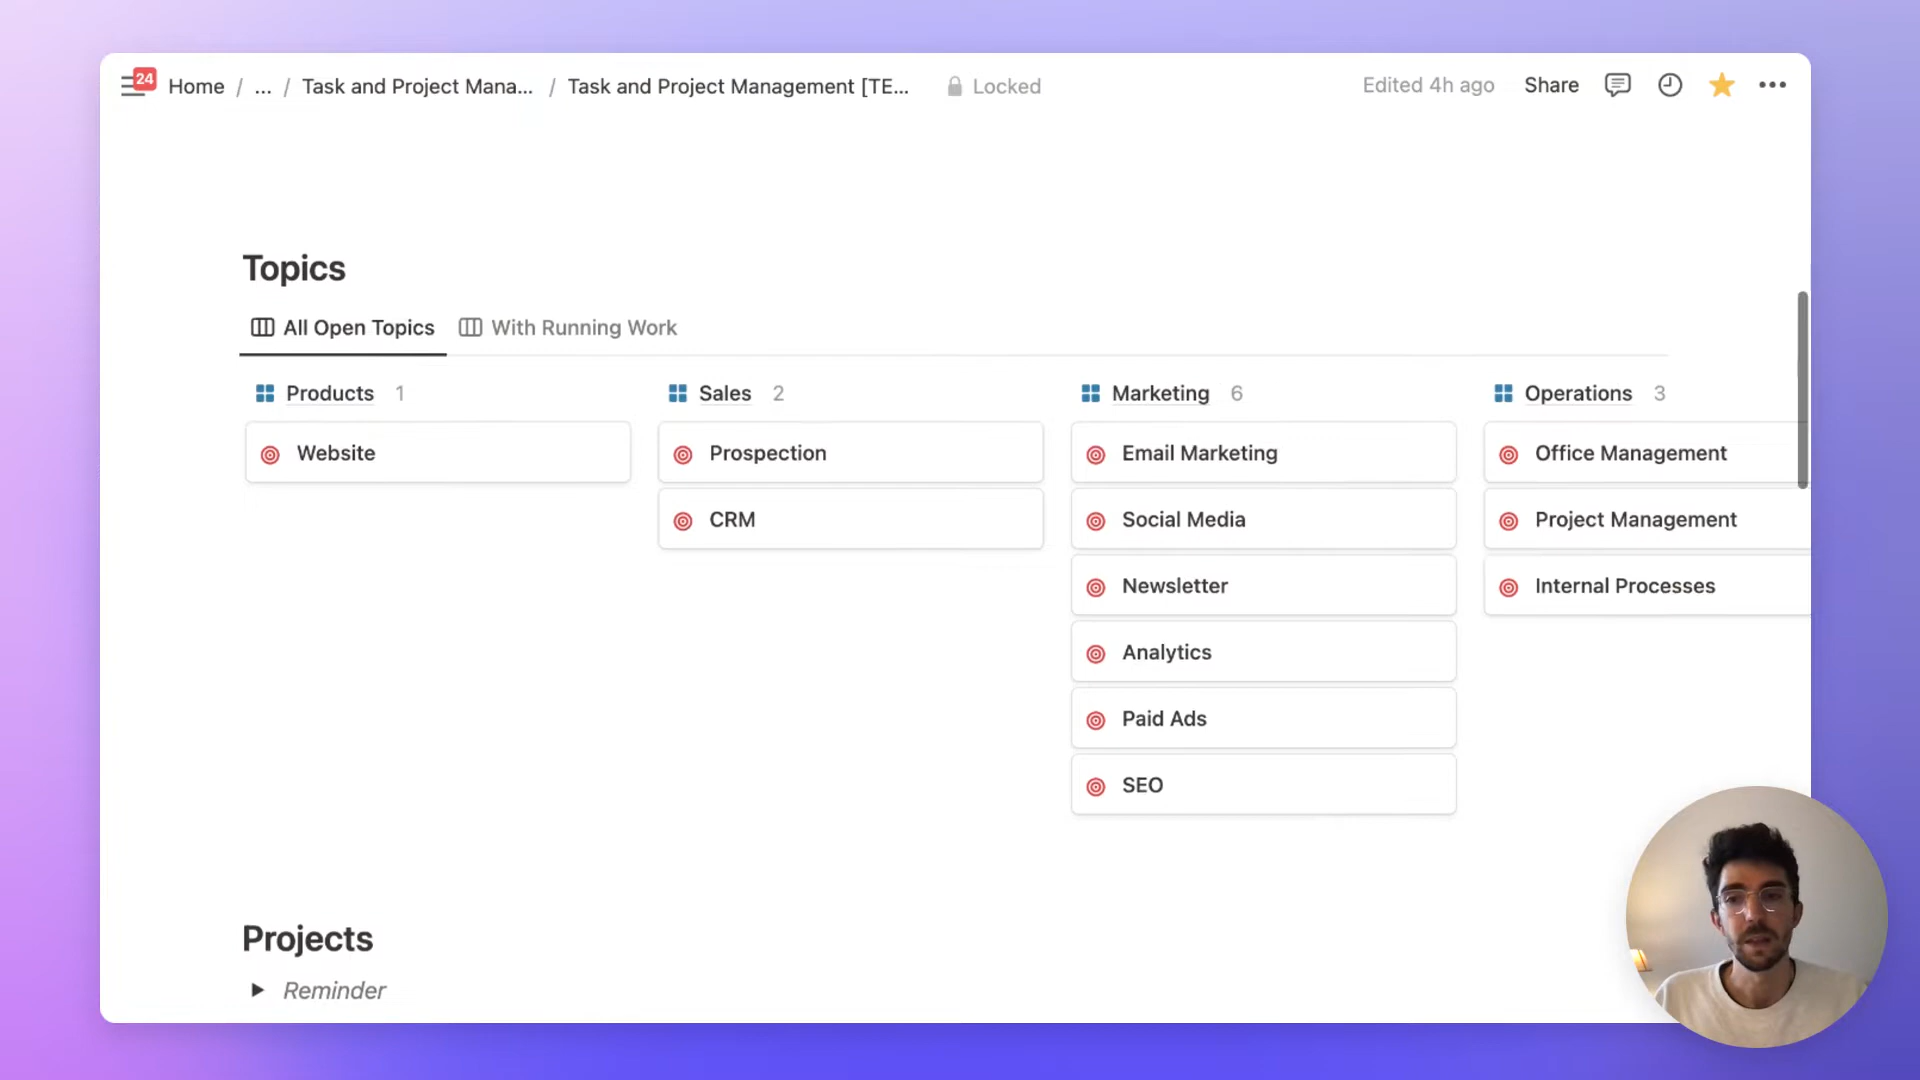 24
Home / ... / Task and Project Mana... / Task and Project Management [TE... Locked
Edited 4h ago Share
Topics
All Open Topics With Running Work
Products 1
Website
Sales 2
Prospection
CRM
Marketing 6
Email Marketing
Social Media
Newsletter
Analytics
Paid Ads
SEO
Operations 3
Office Management
Project Management
Internal Processes
Projects
Reminder